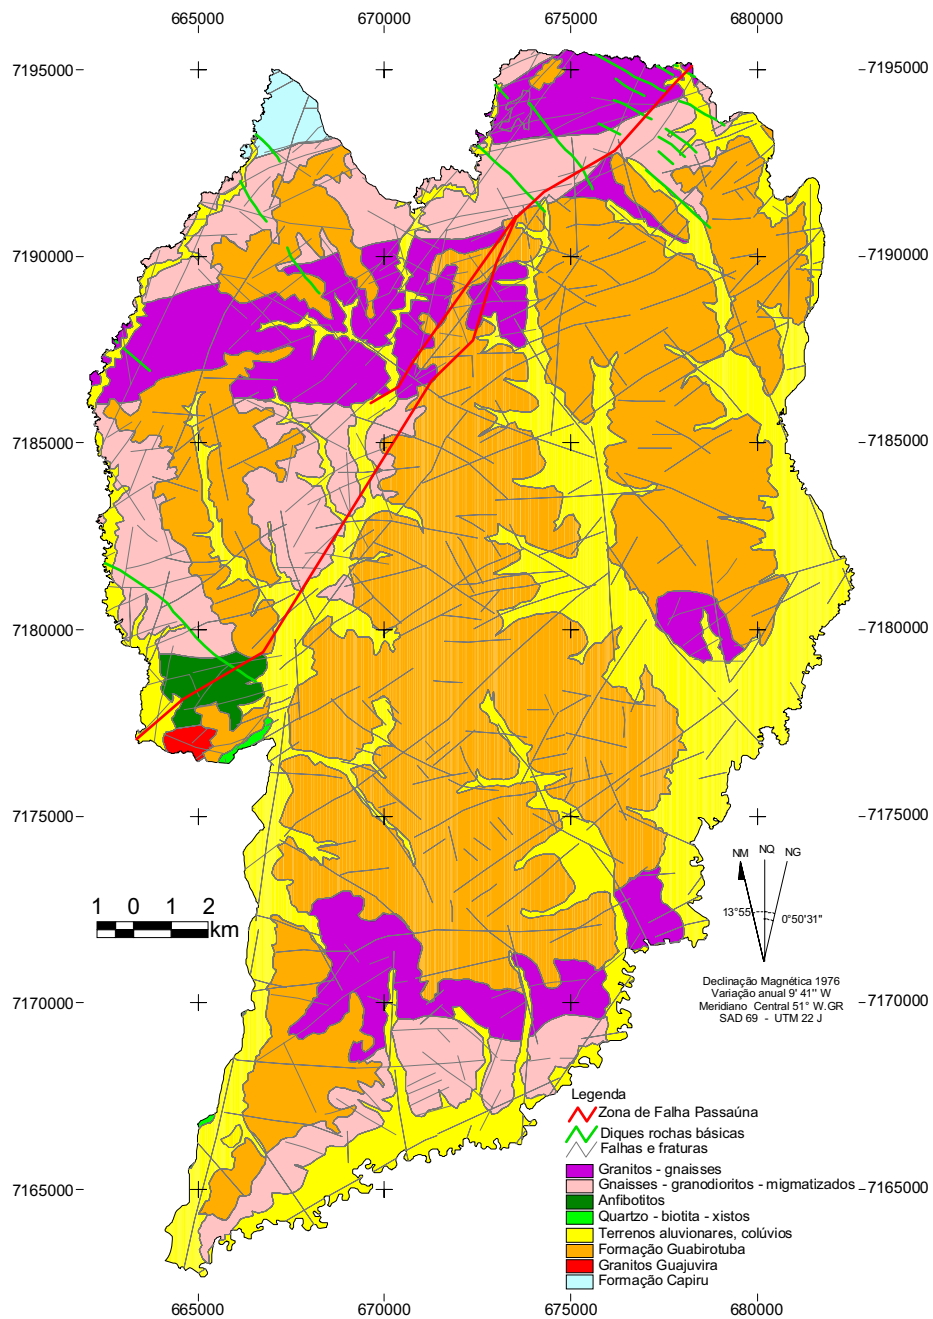 665000 670000 675000 680000
7195000 7195000
7190000 7190000
7185000 7185000
7180000 7180000
7175000 7175000
NM NQ NG
13°55' 0°50'31"
1 0 1 2
km
Declinação Magnética 1976
Variação anual 9' 41" W
Meridiano Central 51° W.GR
SAD 69 - UTM 22 J
7170000 7170000
Legenda
Zona de Falha Passaúna
Diques rochas básicas
Falhas e fraturas
Granitos - gnaisses
Gnaisses - granodioritos - migmatizados
Anfibotitos
Quartzo - biotita - xistos
Terrenos aluvionares, colúvios
Formação Guabirotuba
Granitos Guajuvira
Formação Capiru
7165000 7165000
665000 670000 675000 680000